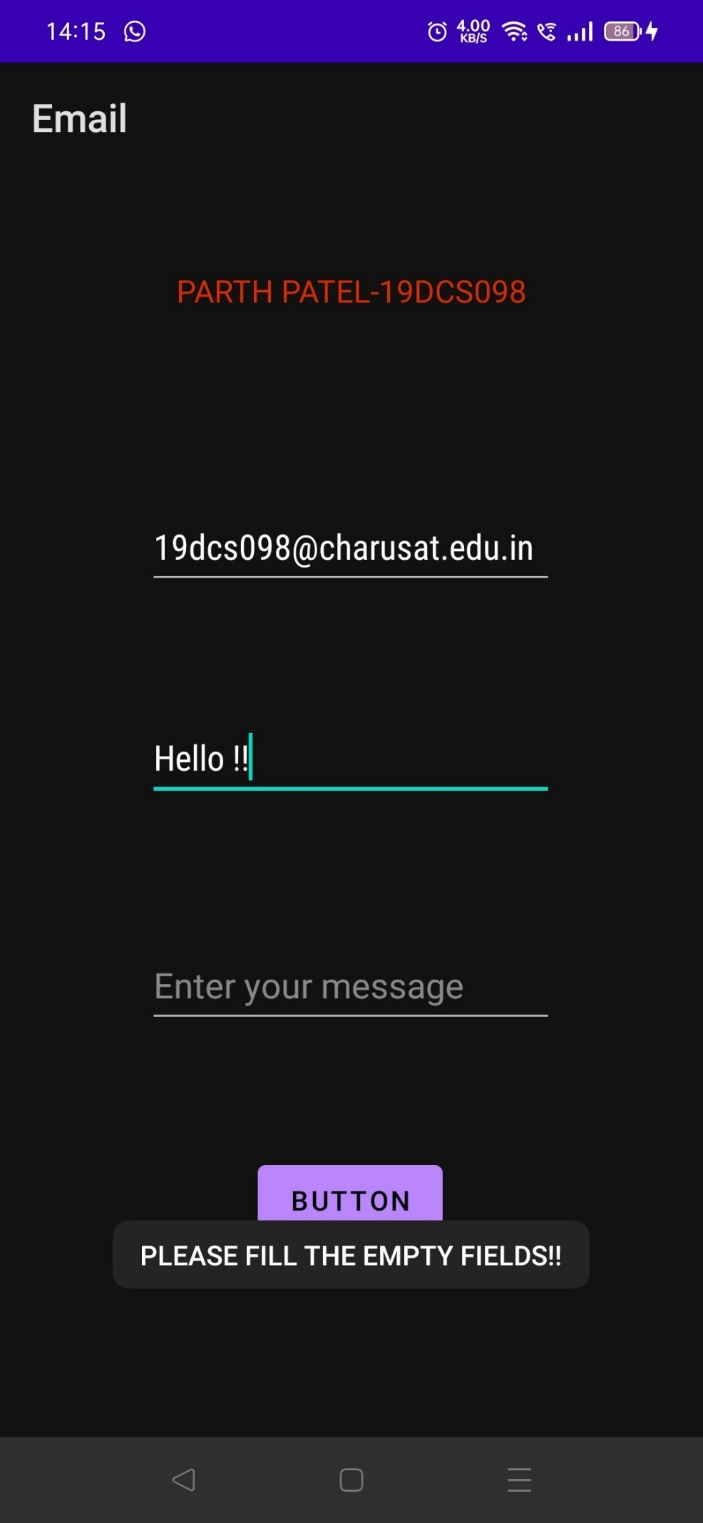 14:15 4.00 KB/S 86
Email
PARTH PATEL-19DCS098
19dcs098@charusat.edu.in
Hello !!
Enter your message
BUTTON
PLEASE FILL THE EMPTY FIELDS!!